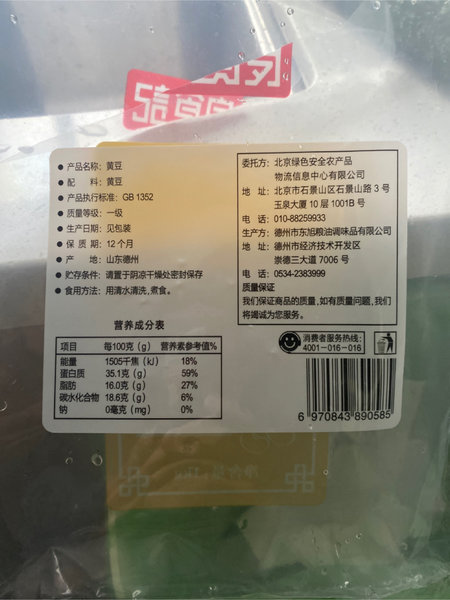 产品名称：黄豆
配 料：黄豆
产品执行标准：GB 1352
质量等级：一级
生产日期：见包装
保 质 期：12个月
产 地：山东德州
贮存条件：请置于阴凉干燥处密封保存
食用方法：用清水清洗，煮食。
营养成分表
项目 每100克（g） 营养素参考值%
能量 1505千焦（kJ） 18%
蛋白质 35.1克（g） 59%
脂肪 16.0克（g） 27%
碳水化合物 18.6克（g） 6%
钠 0毫克（mg） 0%
委托方：北京绿色安全农产品
物流信息中心有限公司
地 址：北京市石景山区石景山路 3 号
玉泉大厦 10 层 1001B 号
电 话：010-88259933
生产方：德州市东旭粮油调味品有限公司
地 址：德州市经济技术开发区
崇德三大道 7006 号
电 话：0534-2383999
质量保证
我们保证商品的质量，如有质量问题，我们
将竭诚为您服务。
消费者服务热线：
4001-016-016
6 970843 890585